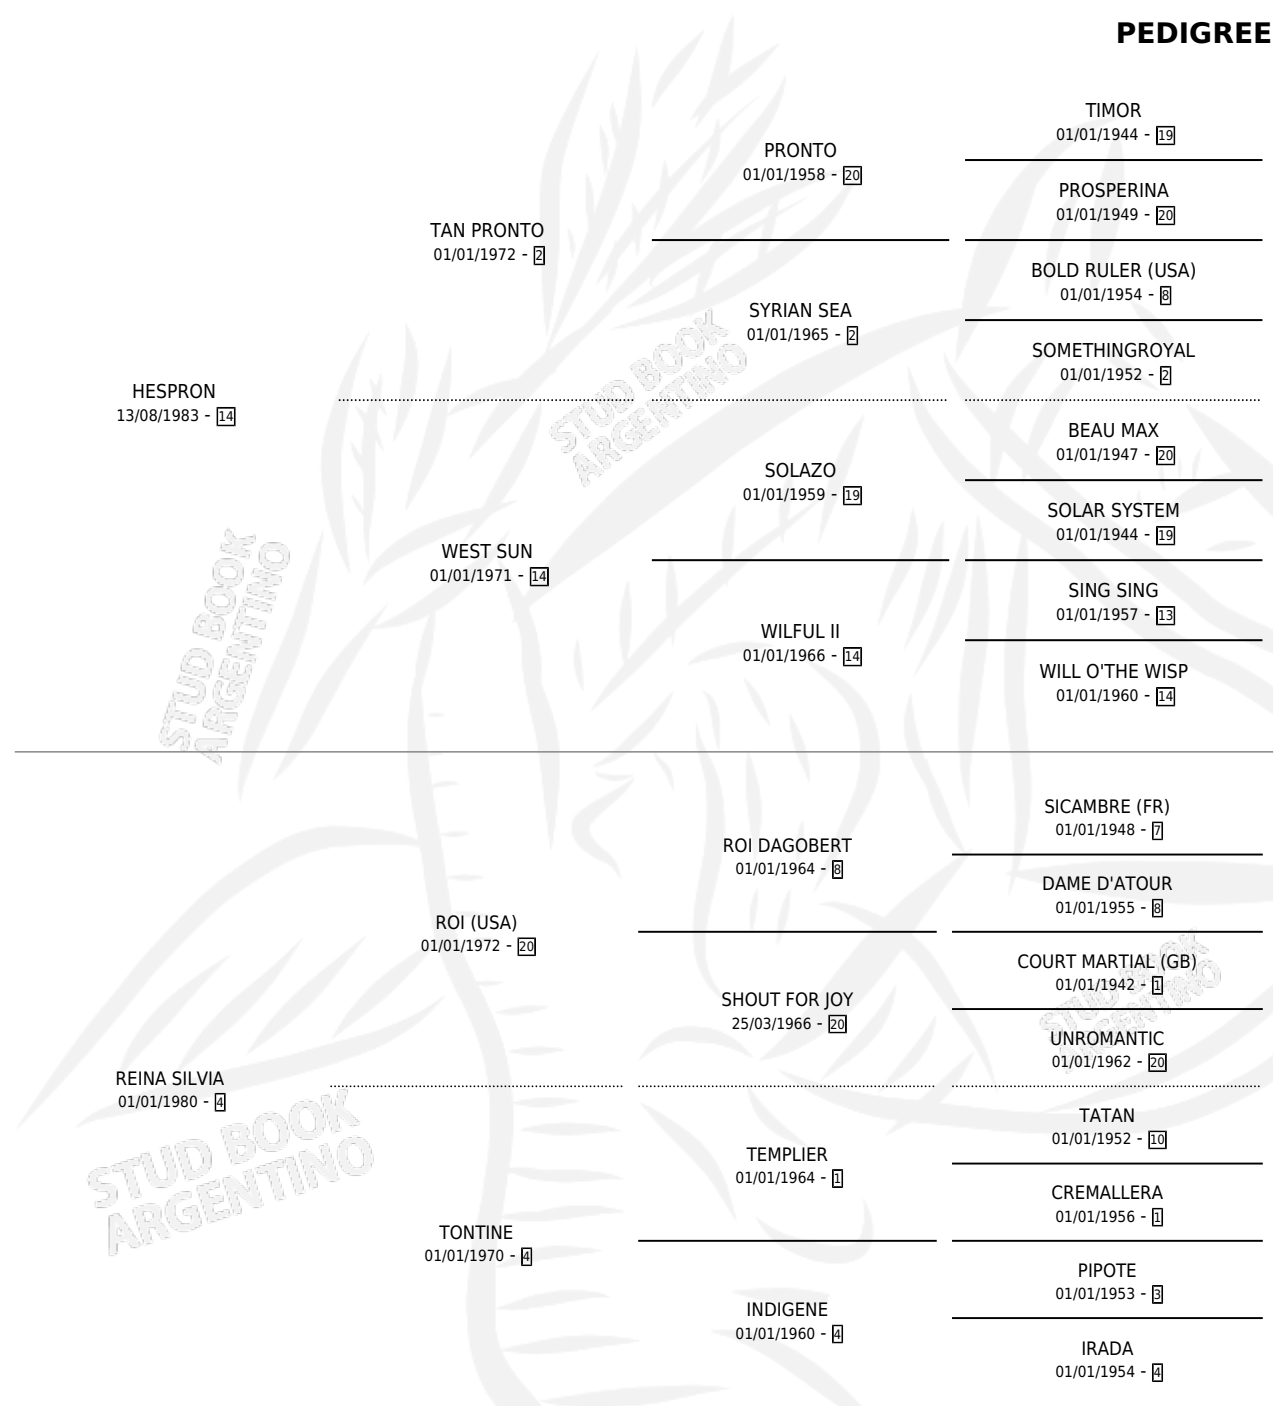 PEDIGREE
TIMOR
01/01/1944 - 19
PRONTO
01/01/1958 - 20
PROSPERINA
01/01/1949 - 20
TAN PRONTO
01/01/1972 - 2
BOLD RULER (USA)
01/01/1954 - 8
SYRIAN SEA
01/01/1965 - 2
SOMETHINGROYAL
01/01/1952 - 2
HESPRON
13/08/1983 - 14
BEAU MAX
01/01/1947 - 20
SOLAZO
01/01/1959 - 19
SOLAR SYSTEM
01/01/1944 - 19
WEST SUN
01/01/1971 - 14
SING SING
01/01/1957 - 13
WILFUL II
01/01/1966 - 14
WILL O'THE WISP
01/01/1960 - 14
SICAMBRE (FR)
01/01/1948 - 7
ROI DAGOBERT
01/01/1964 - 8
DAME D'ATOUR
01/01/1955 - 8
ROI (USA)
01/01/1972 - 20
COURT MARTIAL (GB)
01/01/1942 - 1
SHOUT FOR JOY
25/03/1966 - 20
UNROMANTIC
01/01/1962 - 20
REINA SILVIA
01/01/1980 - 4
TATAN
01/01/1952 - 10
TEMPLIER
01/01/1964 - 1
CREMALLERA
01/01/1956 - 1
TONTINE
01/01/1970 - 4
PIPOTE
01/01/1953 - 3
INDIGENE
01/01/1960 - 4
IRADA
01/01/1954 - 4
STUD BOOK
ARGENTINO
STUD BOOK
ARGENTINO
STUD BOOK
ARGENTINO
STUD BOOK
ARGENTINO